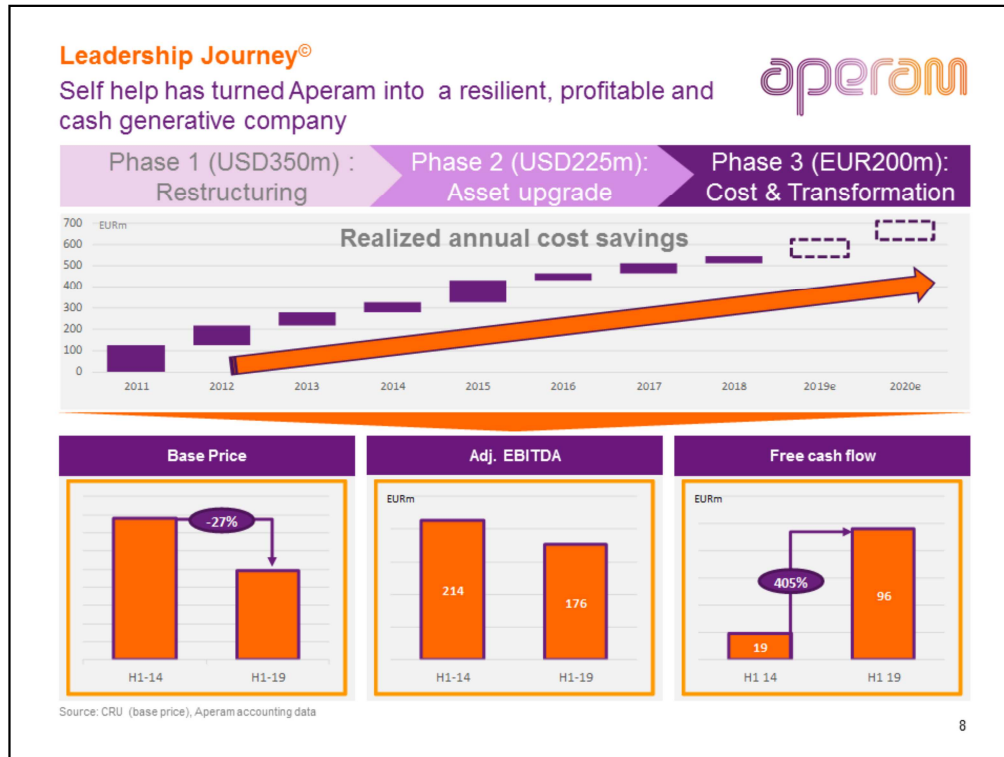 Leadership Journey©
aperam
Self help has turned Aperam into a resilient, profitable and
cash generative company
Phase 1 (USD350m) :
Restructuring
Phase 2 (USD225m):
Asset upgrade
Phase 3 (EUR200m):
Cost & Transformation
EURm
Realized annual cost savings
700
600
500
400
300
200
100
0
2011 2012 2013 2014 2015 2016 2017 2018 2019e 2020e
Base Price
-27%
H1-14 H1-19
Adj. EBITDA
EURm
214
176
H1-14 H1-19
Free cash flow
EURm
405%
19
96
H1 14 H1 19
Source: CRU (base price), Aperam accounting data
8